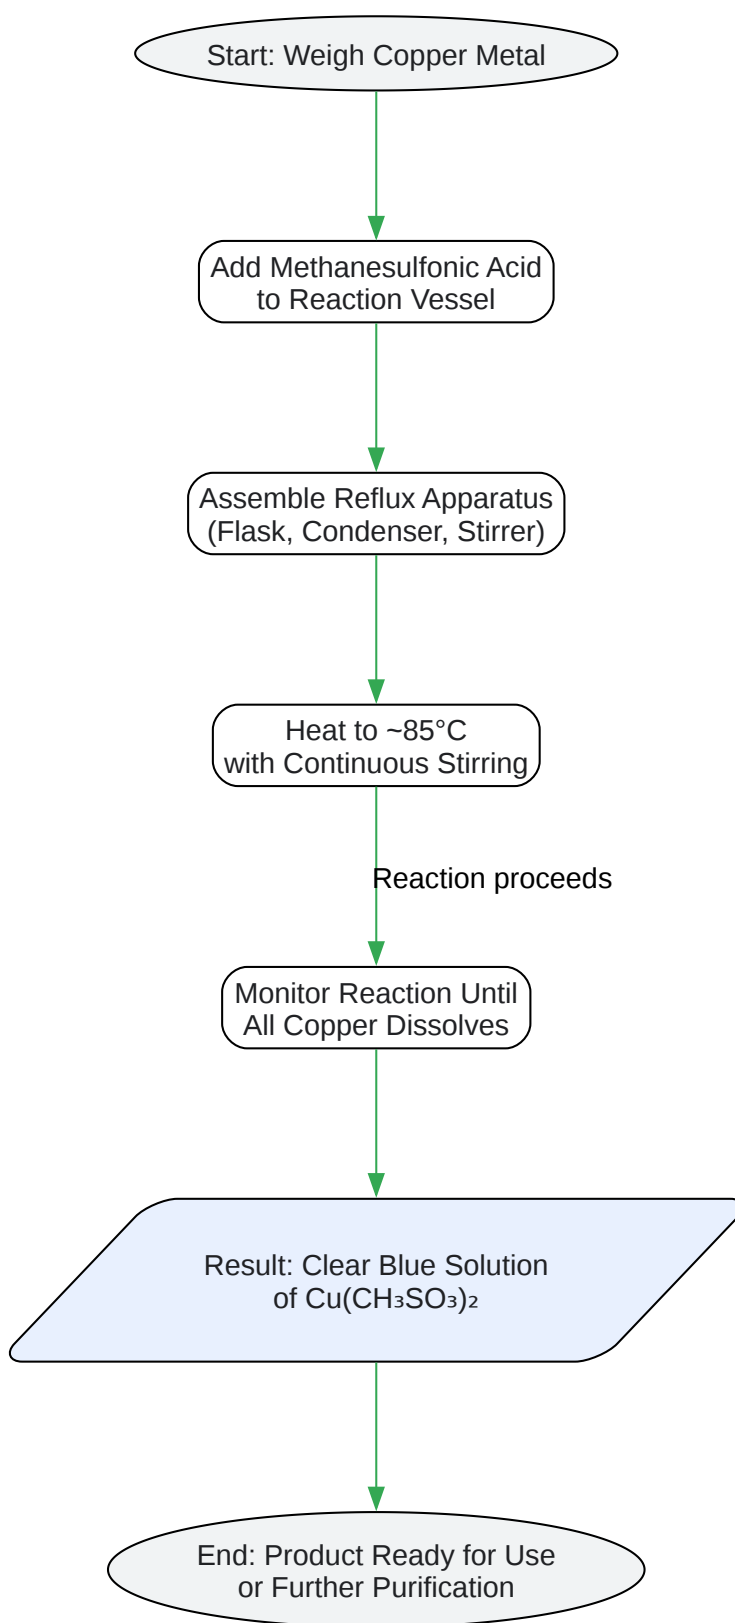 Start: Weigh Copper Metal
Add Methanesulfonic Acid
to Reaction Vessel
Assemble Reflux Apparatus
(Flask, Condenser, Stirrer)
Heat to ~85°C
with Continuous Stirring
Reaction proceeds
Monitor Reaction Until
All Copper Dissolves
Result: Clear Blue Solution
of Cu(CH₃SO₃)₂
End: Product Ready for Use
or Further Purification